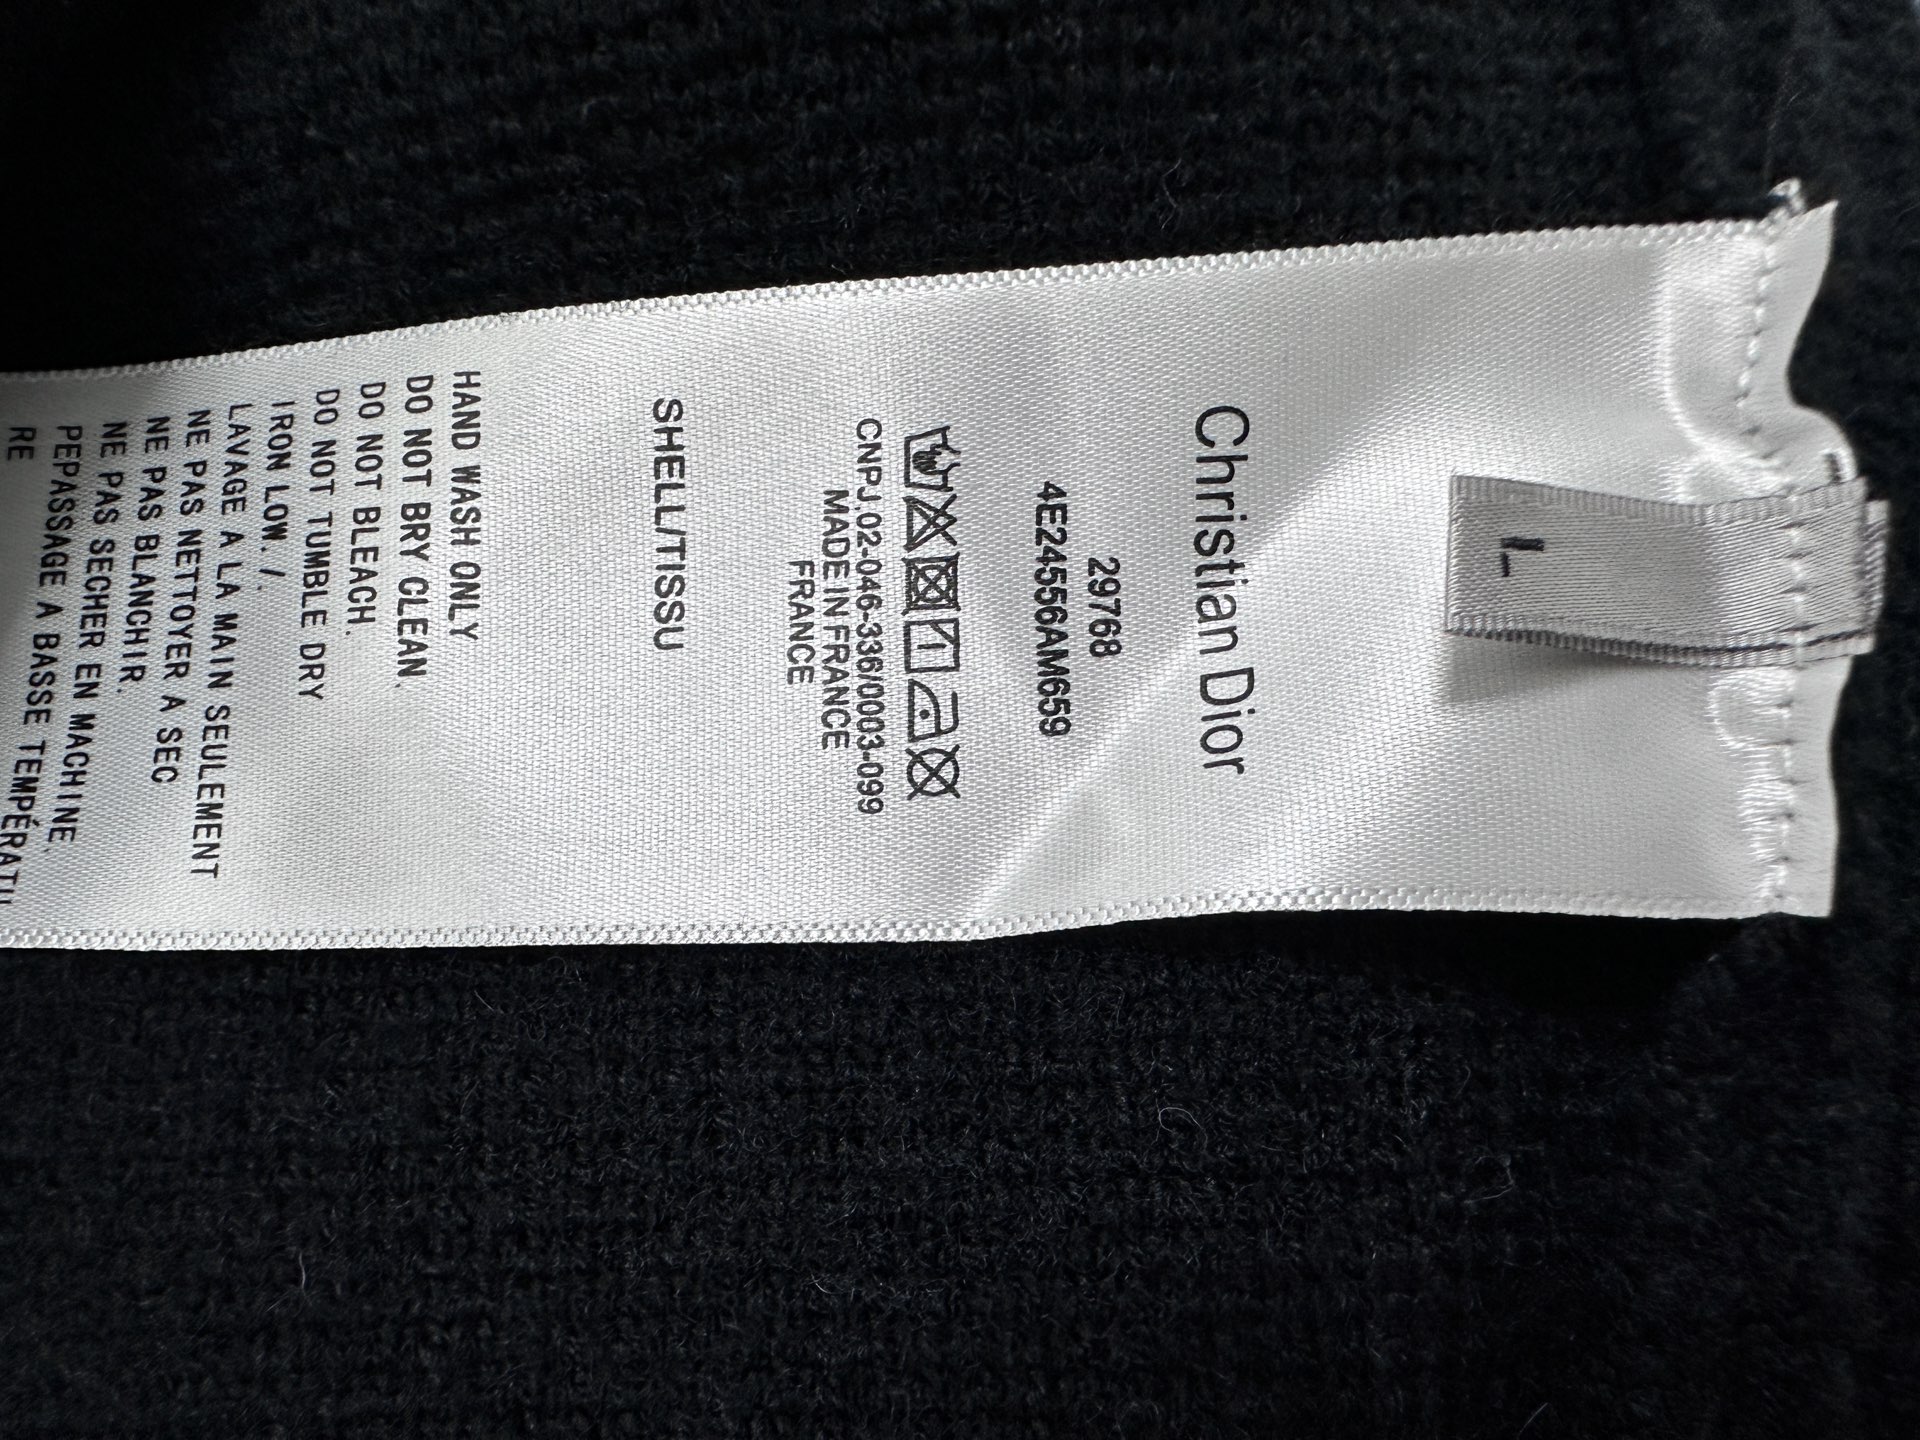 L
Christian Dior
29768
4E24556AM659
CNPJ.02-046-336/0003-099
MADE IN FRANCE
FRANCE
SHELL/TISSU
HAND WASH ONLY
DO NOT BRY CLEAN.
DO NOT BLEACH.
DO NOT TUMBLE DRY
IRON LOW. /.
LAVAGE A LA MAIN SEULEMENT
NE PAS NETTOYER A SEC
NE PAS BLANCHIR.
NE PAS SECHER EN MACHINE.
PEPASSAGE A BASSE TEMPÉRATU
RE